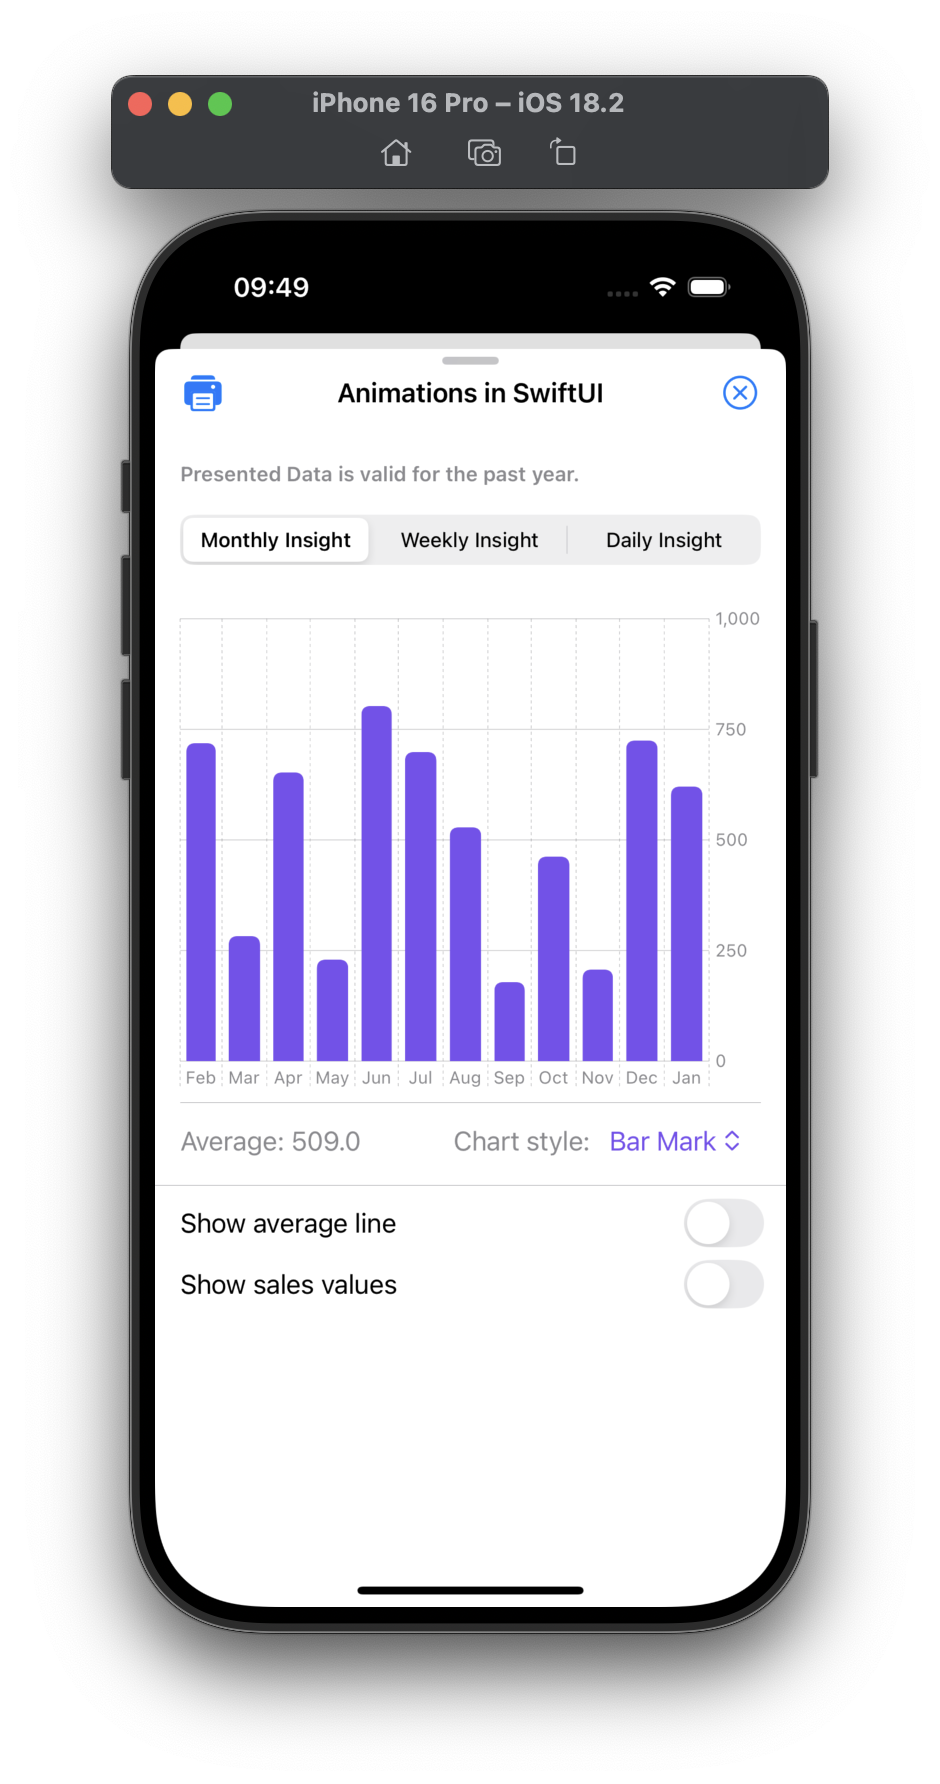 iPhone 16 Pro – iOS 18.2
09:49
Animations in SwiftUI
Presented Data is valid for the past year.
Monthly Insight Weekly Insight Daily Insight
1,000
750
500
250
0
Feb Mar Apr May Jun Jul Aug Sep Oct Nov Dec Jan
Average: 509.0 Chart style: Bar Mark
Show average line
Show sales values